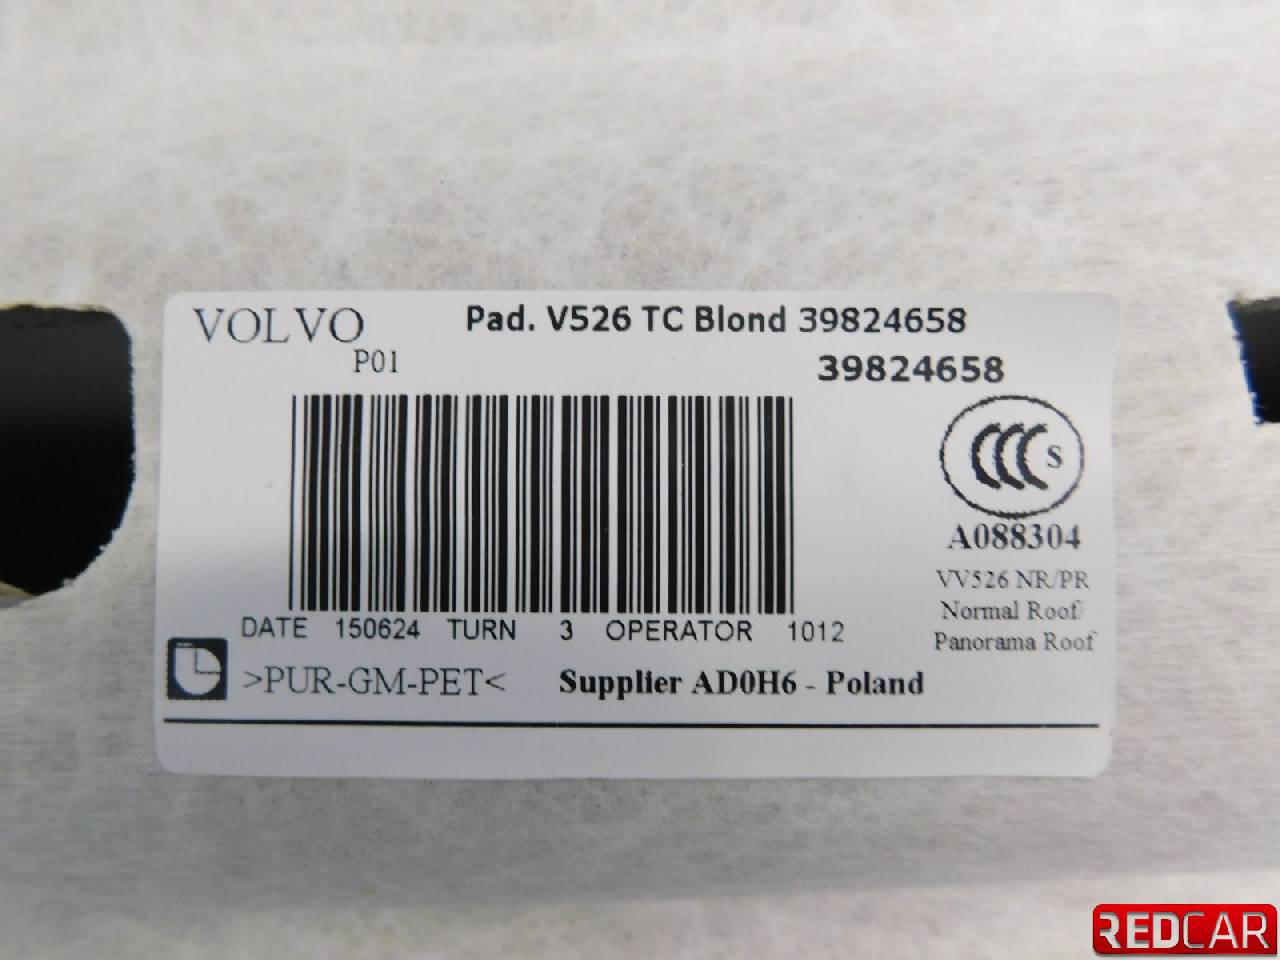 VOLVO
P01
Pad. V526 TC Blond 39824658
39824658
CCC S
A088304
VV526 NR/PR
Normal Roof/
Panorama Roof
DATE 150624 TURN 3 OPERATOR 1012
>PUR-GM-PET<
Supplier AD0H6 - Poland
REDCAR